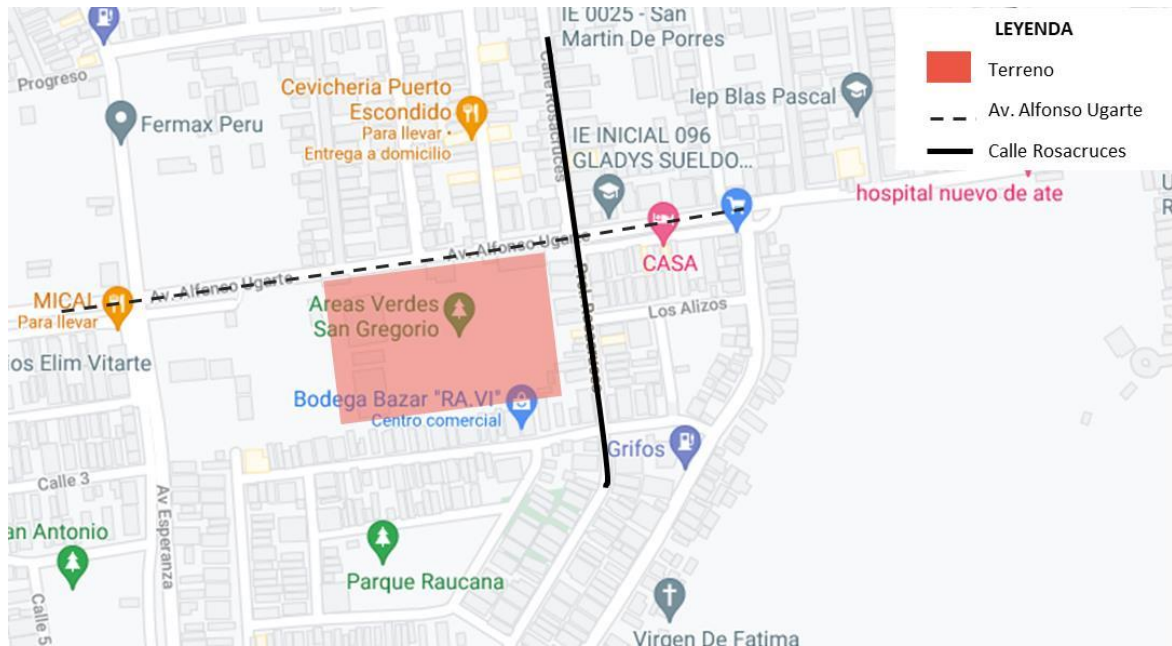 IE 0025 - San
Martin De Porres
LEYENDA
Terreno
Av. Alfonso Ugarte
Calle Rosacruces
Progreso
Fermax Peru
Cevicheria Puerto
Escondido
Para llevar •
Entrega a domicilio
Calle Rosacruces
Iep Blas Pascal
IE INICIAL 096
GLADYS SUELDO...
hospital nuevo de ate
U
R
Av. Alfonso Ugarte
CASA
Av. Alfonso Ugarte
MICAL
Para llevar
Areas Verdes
San Gregorio
Los Alizos
ios Elim Vitarte
Bodega Bazar "RA.VI"
Centro comercial
Grifos
Calle 3
Av Esperanza
an Antonio
Parque Raucana
Calle 5
Virgen De Fatima